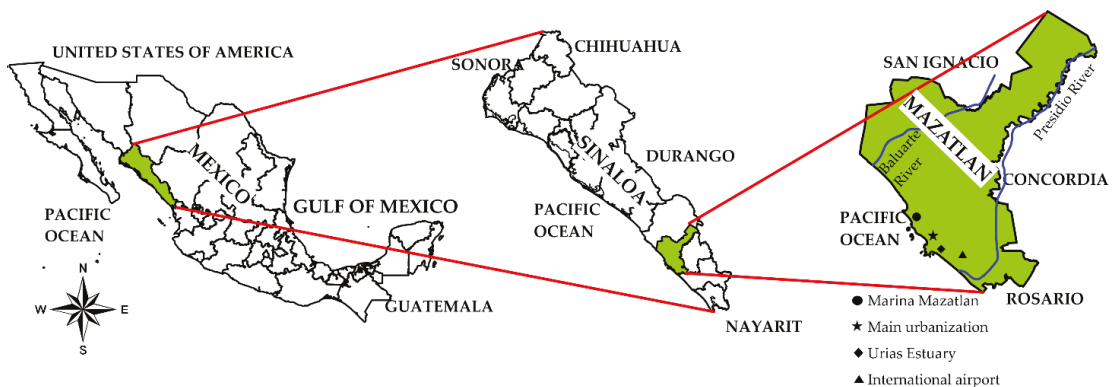 UNITED STATES OF AMERICA
MEXICO
GULF OF MEXICO
PACIFIC
OCEAN
GUATEMALA
N
W
E
S
CHIHUAHUA
SONORA
SINALOA
DURANGO
PACIFIC
OCEAN
NAYARIT
SAN IGNACIO
MAZATLAN
Presidio River
Baluarte
River
CONCORDIA
PACIFIC
OCEAN
ROSARIO
Marina Mazatlan
Main urbanization
Urias Estuary
International airport